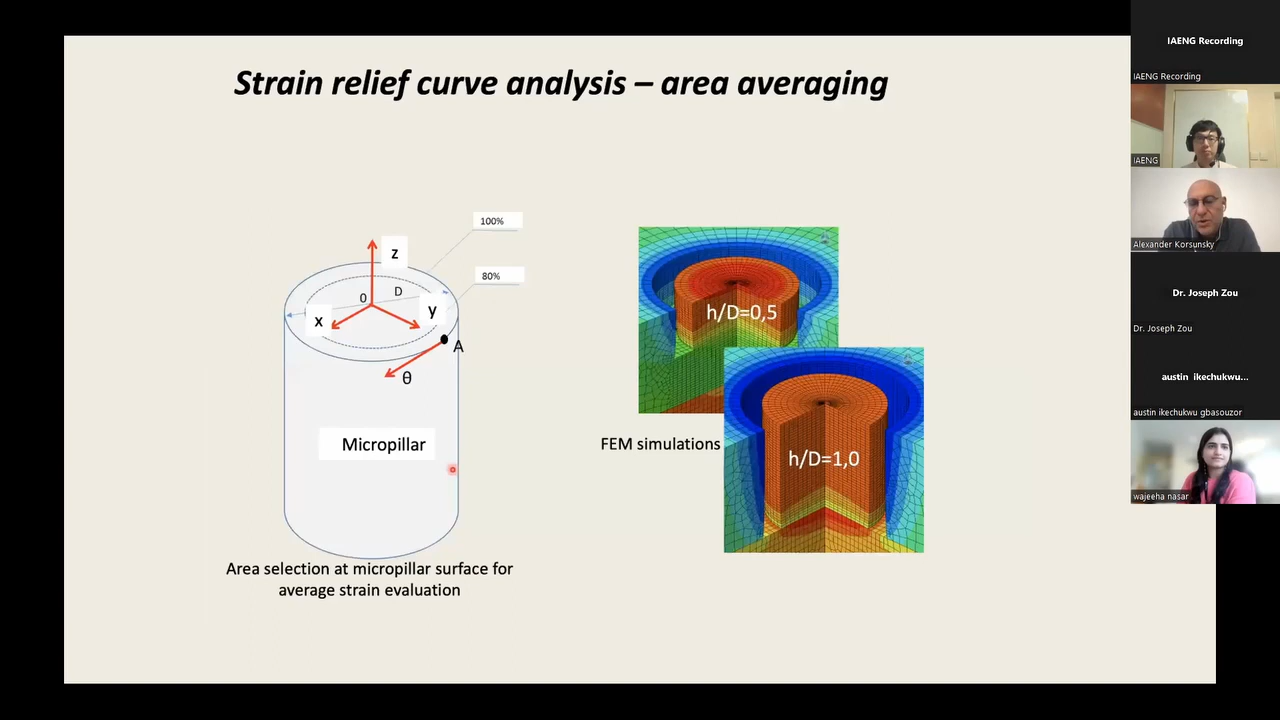 Strain relief curve analysis – area averaging
100%
80%
z
0
D
x
y
A
θ
Micropillar
Area selection at micropillar surface for
average strain evaluation
h/D=0,5
FEM simulations
h/D=1,0
IAENG Recording
IAENG Recording
IAENG
Alexander Korsunsky
Dr. Joseph Zou
Dr. Joseph Zou
austin ikechukwu...
austin ikechukwu gbasouzor
wajeeha nasar